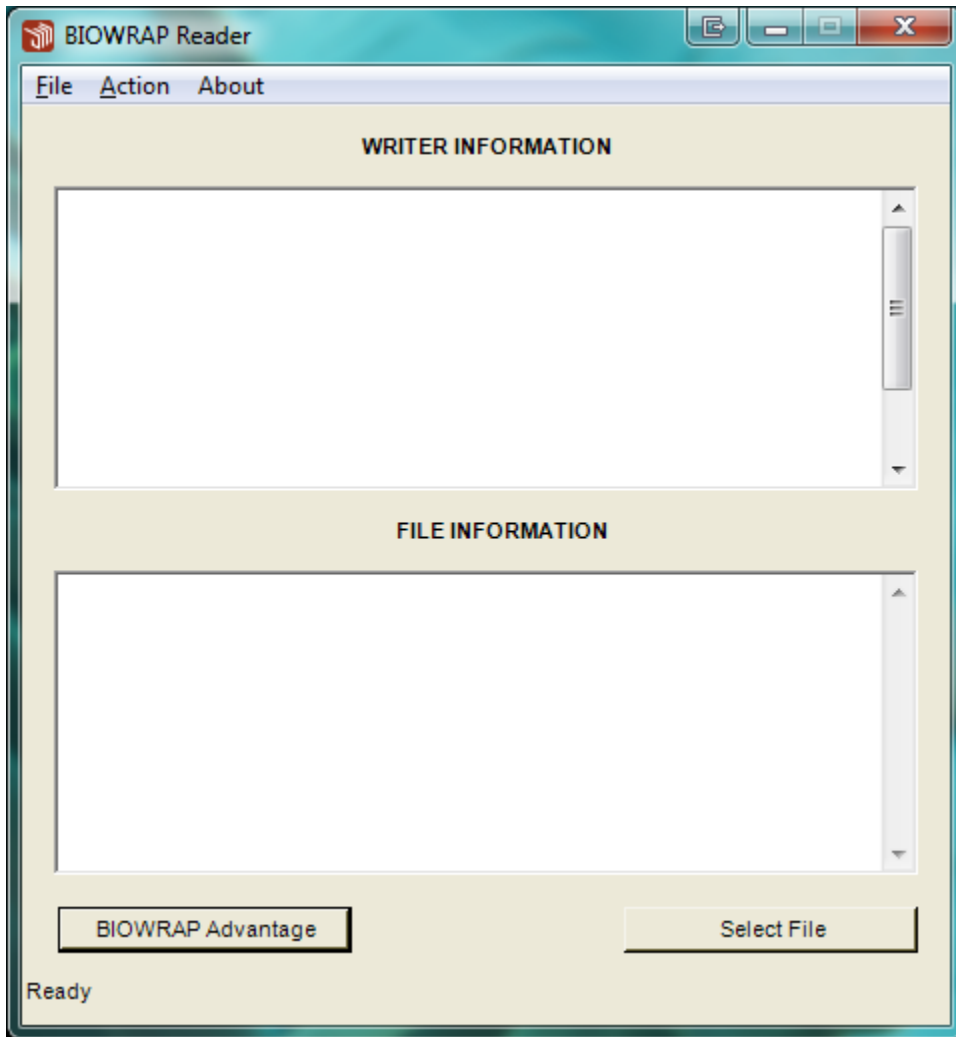 BIOWRAP Reader
File Action About
WRITER INFORMATION
FILE INFORMATION
BIOWRAP Advantage Select File
Ready